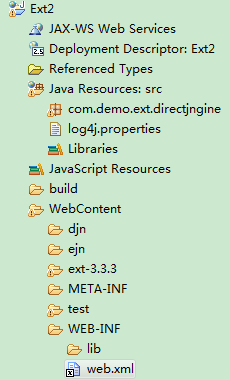 Ext2
JAX-WS Web Services
Deployment Descriptor: Ext2
Referenced Types
Java Resources: src
com.demo.ext.directjngine
log4j.properties
Libraries
JavaScript Resources
build
WebContent
djn
ejn
ext-3.3.3
META-INF
test
WEB-INF
lib
web.xml